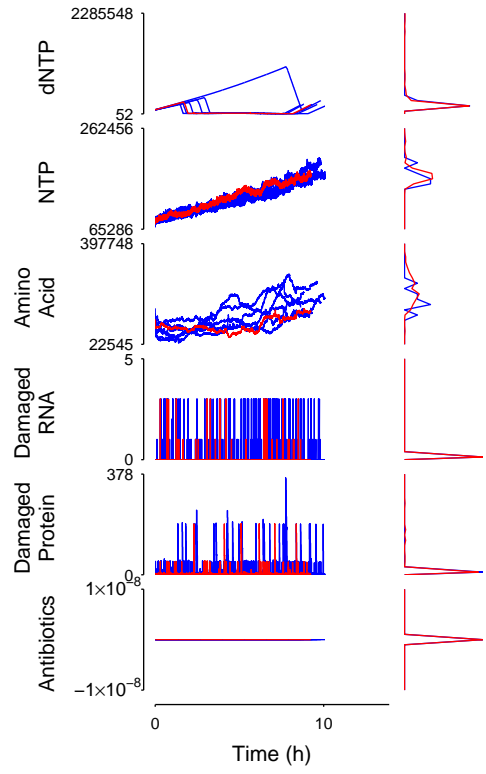 2285548
dNTP
52
262456
NTP
65286
397748
Amino
Acid
22545
5
Damaged
RNA
0
378
Damaged
Protein
0
1×10⁻⁸
Antibiotics
−1×10⁻⁸
0
10
Time (h)